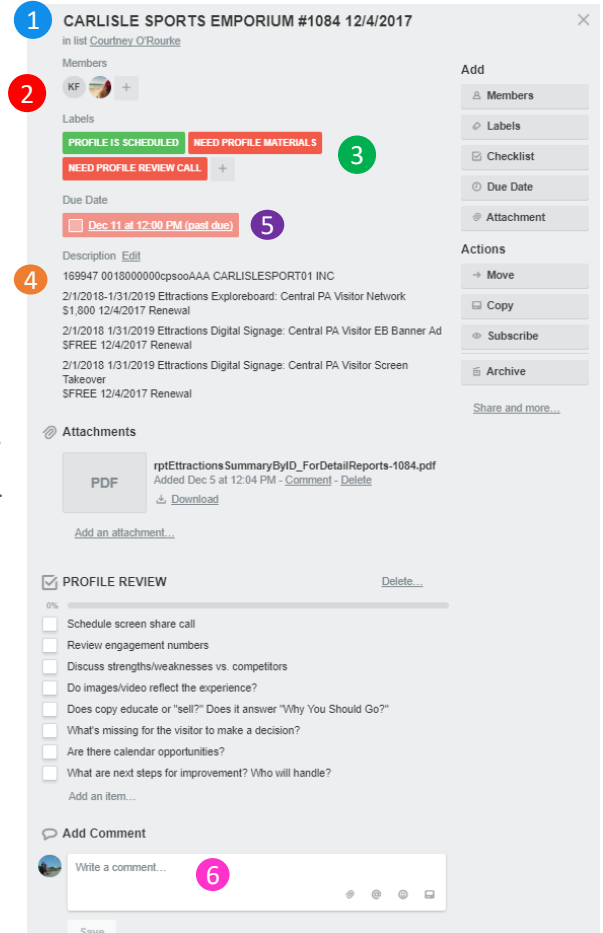 1
CARLISLE SPORTS EMPORIUM #1084 12/4/2017
in list Courtney O'Rourke
2
Members
KF
+
Labels
PROFILE IS SCHEDULED
NEED PROFILE MATERIALS
NEED PROFILE REVIEW CALL
+
3
Due Date
Dec 11 at 12:00 PM (past due)
5
4
Description Edit
169947 0018000000cpsooAAA CARLISLESPORT01 INC
2/1/2018-1/31/2019 Ettractions Exploreboard: Central PA Visitor Network
$1,800 12/4/2017 Renewal
2/1/2018 1/31/2019 Ettractions Digital Signage: Central PA Visitor EB Banner Ad
$FREE 12/4/2017 Renewal
2/1/2018 1/31/2019 Ettractions Digital Signage: Central PA Visitor Screen
Takeover
$FREE 12/4/2017 Renewal
Attachments
PDF
rptEttractionsSummaryByID_ForDetailReports-1084.pdf
Added Dec 5 at 12:04 PM - Comment - Delete
Download
Add an attachment...
PROFILE REVIEW
Delete...
0%
Schedule screen share call
Review engagement numbers
Discuss strengths/weaknesses vs. competitors
Do images/video reflect the experience?
Does copy educate or "sell?" Does it answer "Why You Should Go?"
What's missing for the visitor to make a decision?
Are there calendar opportunities?
What are next steps for improvement? Who will handle?
Add an item...
Add Comment
Write a comment...
6
@
Save
Add
Members
Labels
Checklist
Due Date
Attachment
Actions
Move
Copy
Subscribe
Archive
Share and more...